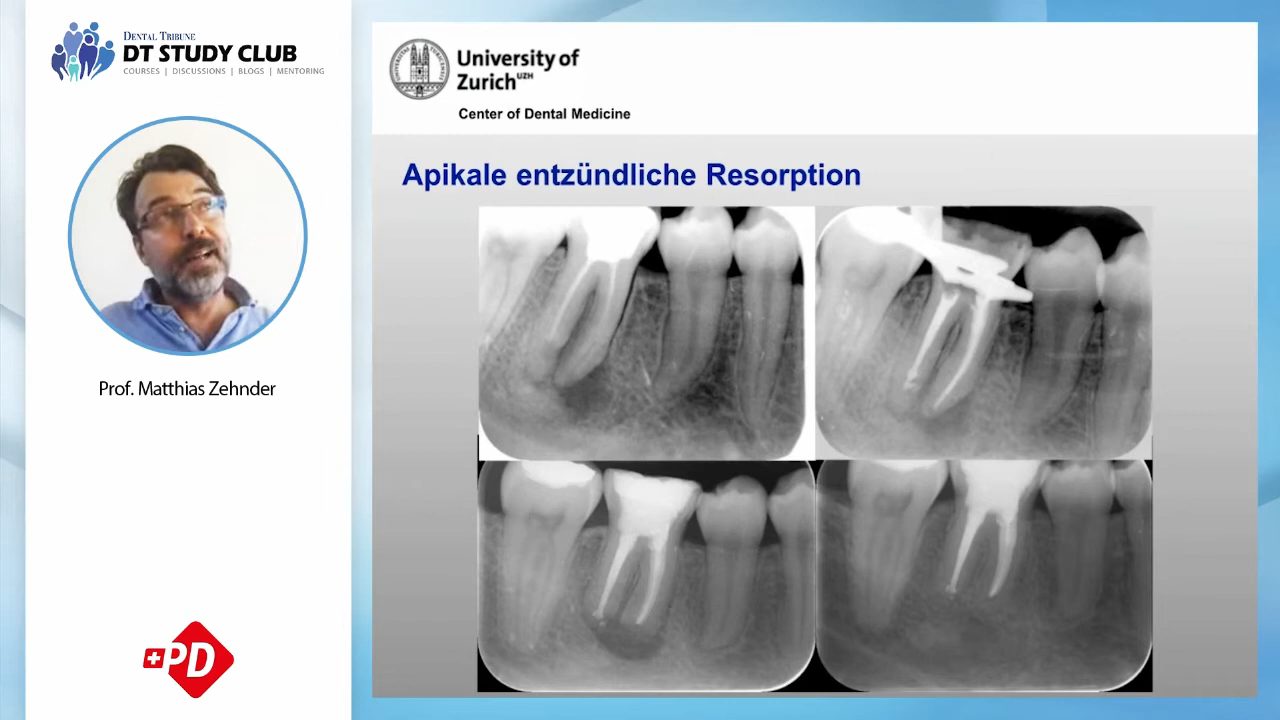 DENTAL TRIBUNE
DT STUDY CLUB
COURSES | DISCUSSIONS | BLOGS | MENTORING
Prof. Matthias Zehnder
PD
University of
Zurich UZH
Center of Dental Medicine
Apikale entzündliche Resorption